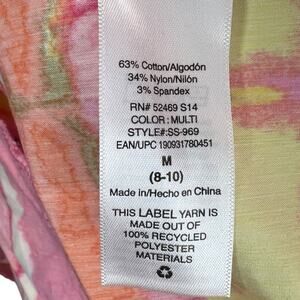 63% Cotton/Algodón
34% Nylon/Nilón
3% Spandex
RN# 52469 S14
COLOR: MULTI
STYLE#:SS-969
EAN/UPC 190931780451
M
(8-10)
Made in/Hecho en China
THIS LABEL YARN IS
MADE OUT OF
100% RECYCLED
POLYESTER
MATERIALS